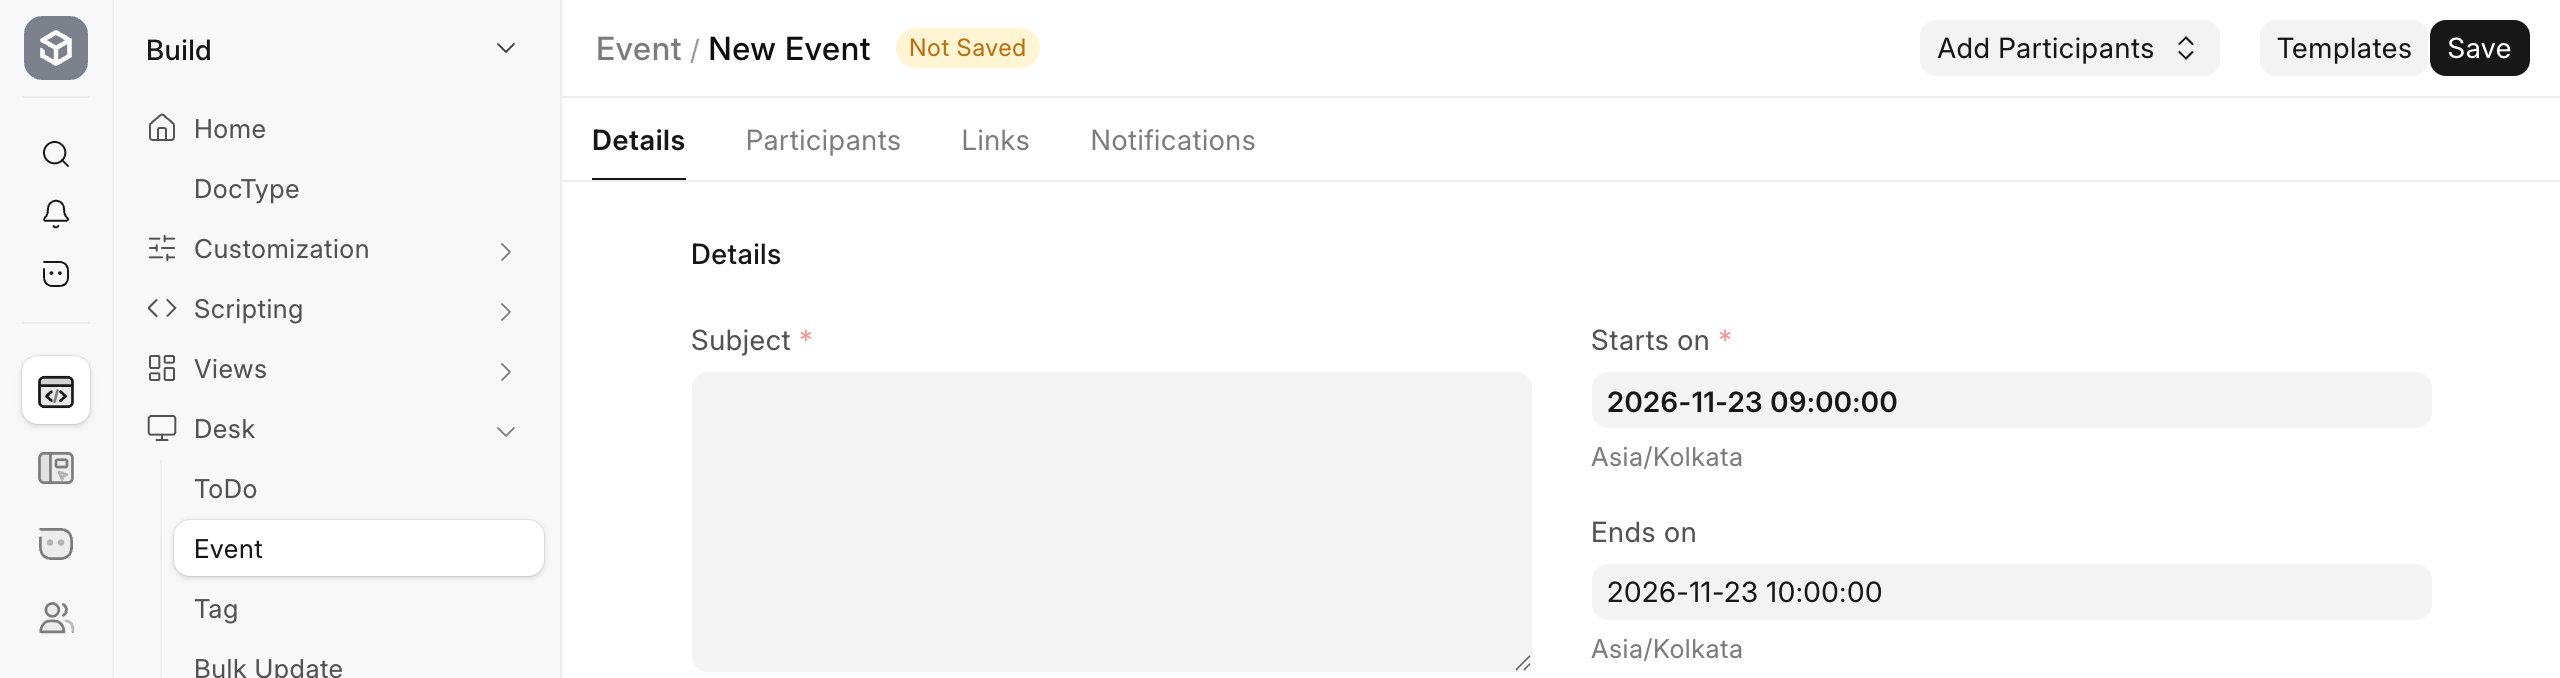 Build
Home
DocType
Customization
Scripting
Views
Desk
ToDo
Event
Tag
Bulk Update
Event / New Event
Not Saved
Add Participants
Templates
Save
Details
Participants
Links
Notifications
Details
Subject *
Starts on *
2026-11-23 09:00:00
Asia/Kolkata
Ends on
2026-11-23 10:00:00
Asia/Kolkata